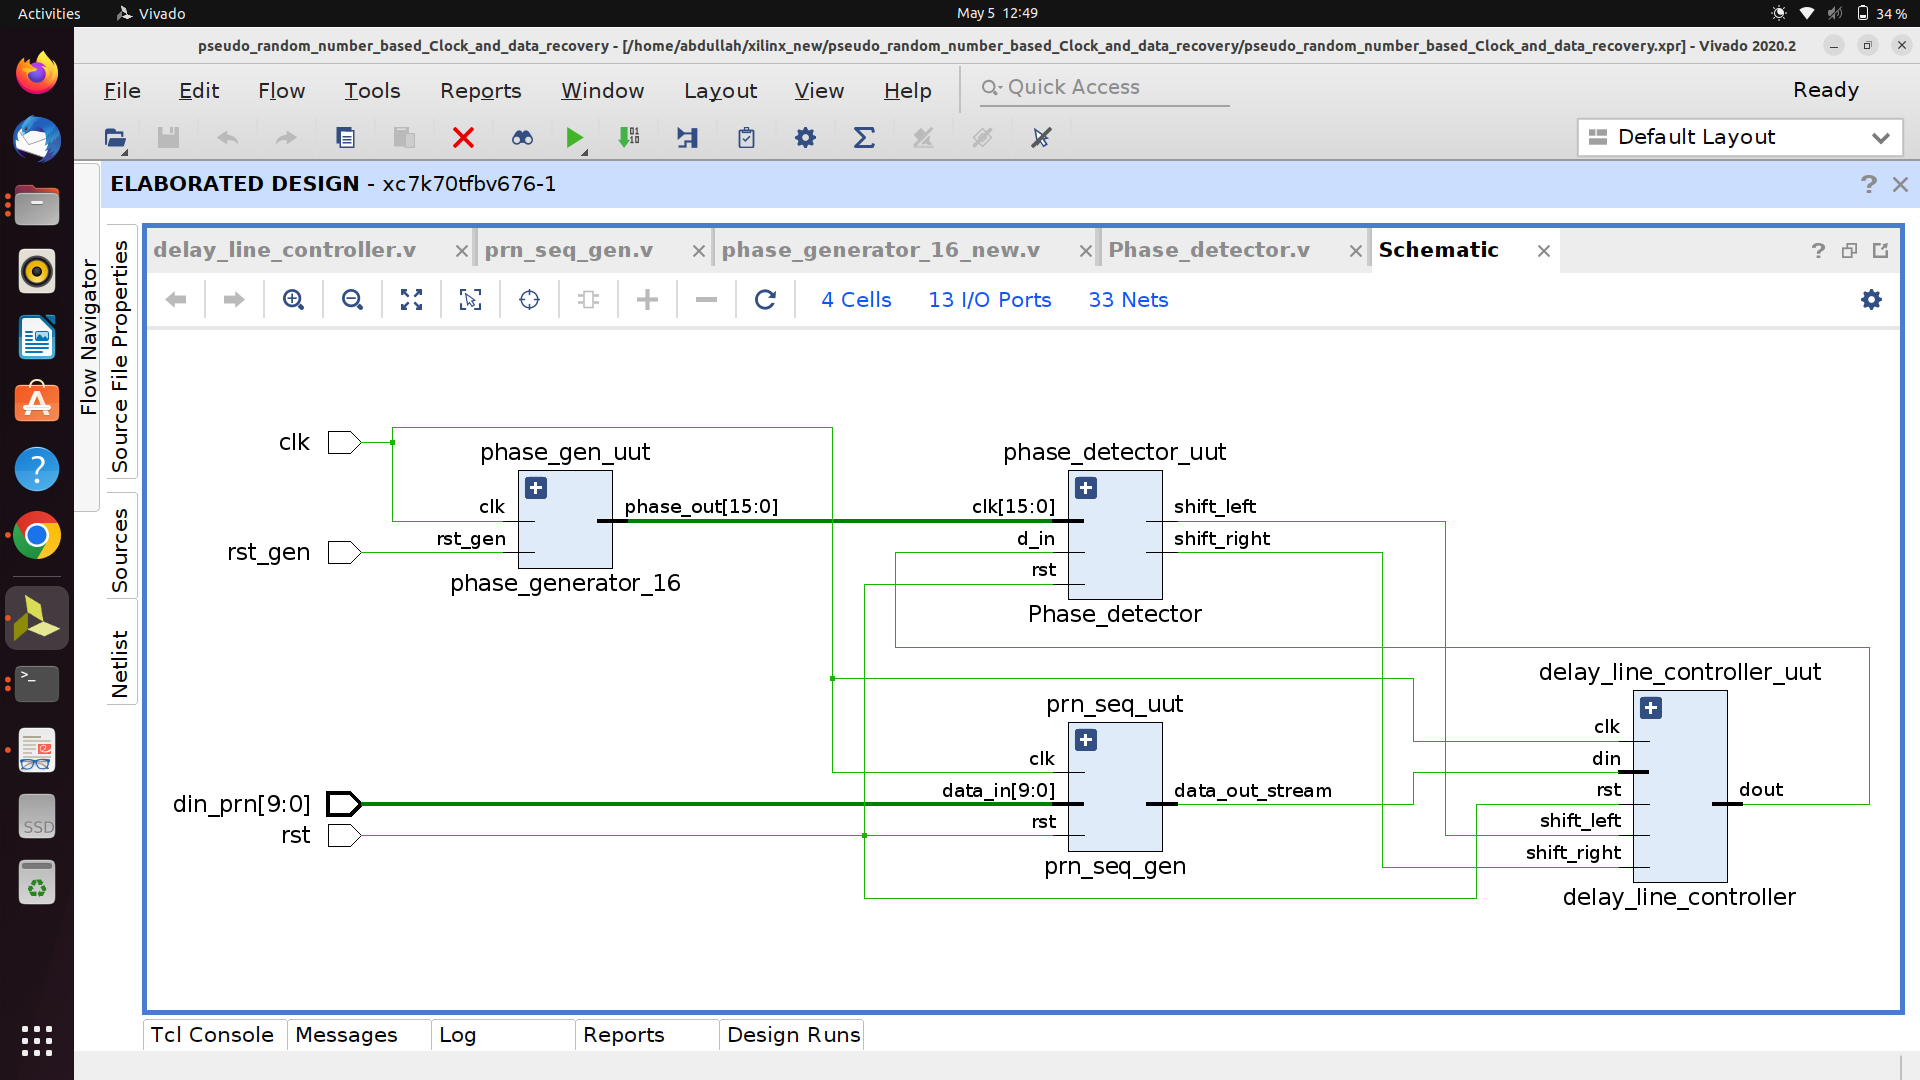 Activities
Vivado
May 5 12:49
34 %
pseudo_random_number_based_Clock_and_data_recovery - [/home/abdullah/xilinx_new/pseudo_random_number_based_Clock_and_data_recovery/pseudo_random_number_based_Clock_and_data_recovery.xpr] - Vivado 2020.2
File Edit Flow Tools Reports Window Layout View Help
Quick Access
Ready
Default Layout
ELABORATED DESIGN - xc7k70tfbv676-1
Flow Navigator
Source File Properties
Sources
Netlist
delay_line_controller.v
prn_seq_gen.v
phase_generator_16_new.v
Phase_detector.v
Schematic
4 Cells
13 I/O Ports
33 Nets
clk
rst_gen
phase_gen_uut
clk
rst_gen
phase_out[15:0]
phase_generator_16
phase_detector_uut
clk[15:0]
d_in
rst
shift_left
shift_right
Phase_detector
din_prn[9:0]
rst
prn_seq_uut
clk
data_in[9:0]
rst
data_out_stream
prn_seq_gen
delay_line_controller_uut
clk
din
rst
shift_left
shift_right
dout
delay_line_controller
SSD
Tcl Console
Messages
Log
Reports
Design Runs